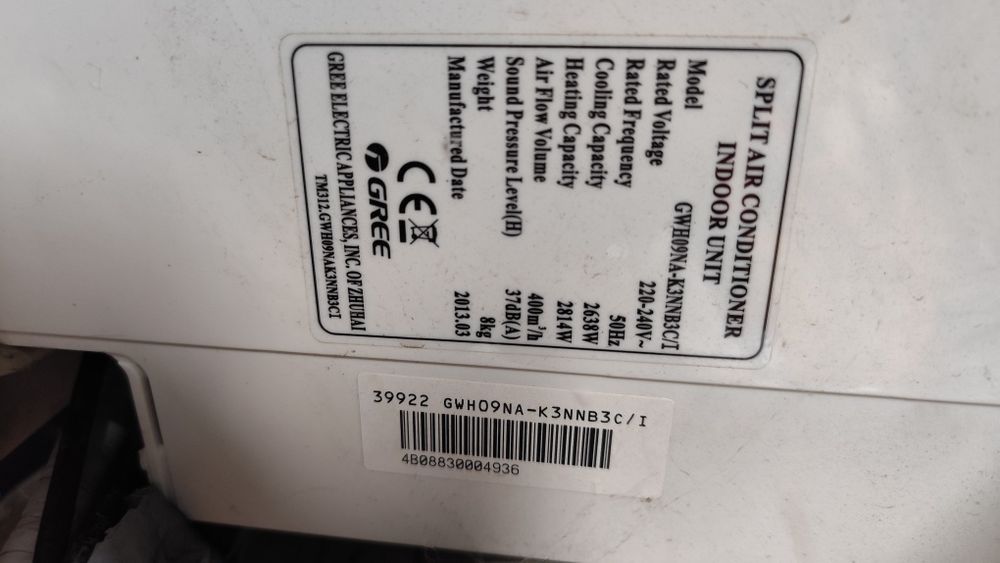 SPLIT AIR CONDITIONER
INDOOR UNIT
Model GWH09NA-K3NNB3C/I
Rated Voltage 220-240V~
Rated Frequency 50Hz
Cooling Capacity 2638W
Heating Capacity 2814W
Air Flow Volume 400m³/h
Sound Pressure Level(H) 37dB(A)
Weight 8kg
Manufactured Date 2013.03
CE
GREE
GREE ELECTRIC APPLIANCES, INC. OF ZHUHAI
TM312.GWH09NAK3NNB3CI
39922 GWH09NA-K3NNB3C/I
4B08830004936